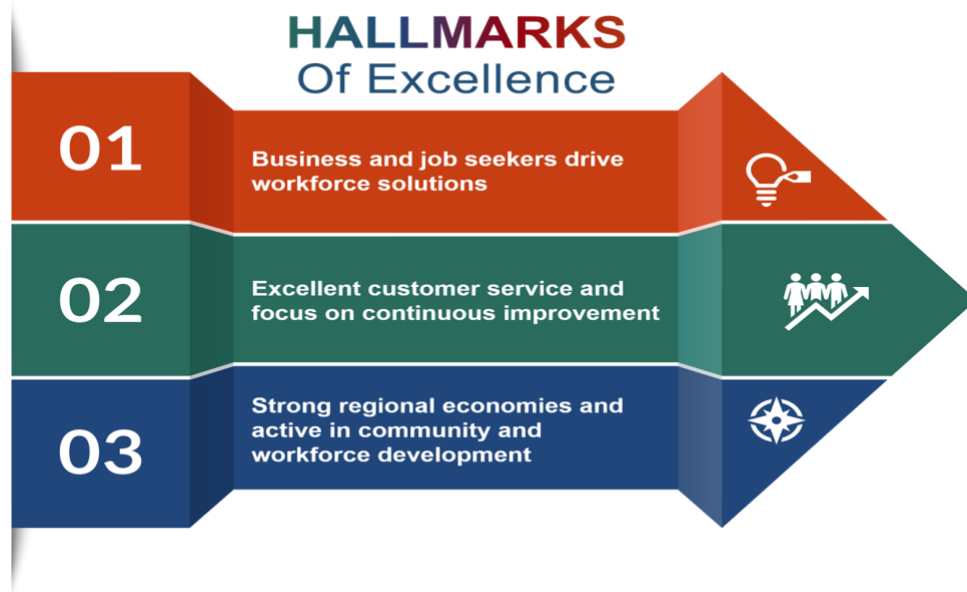 HALLMARKS
Of Excellence
01
Business and job seekers drive
workforce solutions
02
Excellent customer service and
focus on continuous improvement
03
Strong regional economies and
active in community and
workforce development